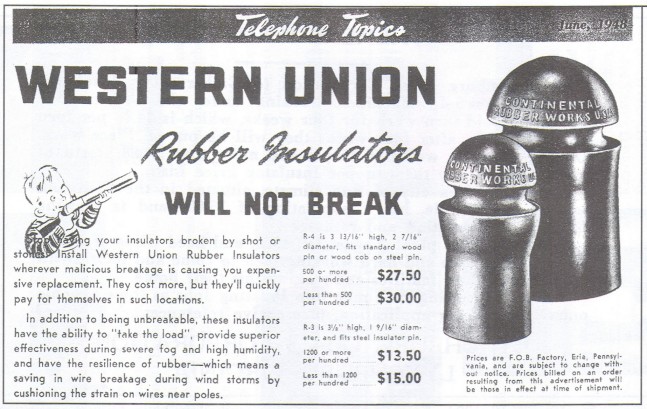 Telephone Topics
June, 1948
WESTERN UNION
Rubber Insulators
WILL NOT BREAK
Stop having your insulators broken by shot or
stones. Install Western Union Rubber Insulators
wherever malicious breakage is causing you expen-
sive replacement. They cost more, but they'll quickly
pay for themselves in such locations.
In addition to being unbreakable, these insulators
have the ability to "take the load", provide superior
effectiveness during severe fog and high humidity,
and have the resilience of rubber—which means a
saving in wire breakage during wind storms by
cushioning the strain on wires near poles.
R-4 is 3 13/16" high, 2 7/16"
diameter, fits standard wood
pin or wood cob on steel pin.
500 or more
per hundred $27.50
Less than 500
per hundred $30.00
R-3 is 3⅛" high, 1 9/16" diam-
eter, and fits steel insulator pin.
1200 or more
per hundred $13.50
Less than 1200
per hundred $15.00
CONTINENTAL
RUBBER WORKS U.S.A.
CONTINENTAL
RUBBER WORKS U
Prices are F.O.B. Factory, Erie, Pennsyl-
vania, and are subject to change with-
out notice. Prices billed on an order
resulting from this advertisement will
be those in effect at time of shipment.